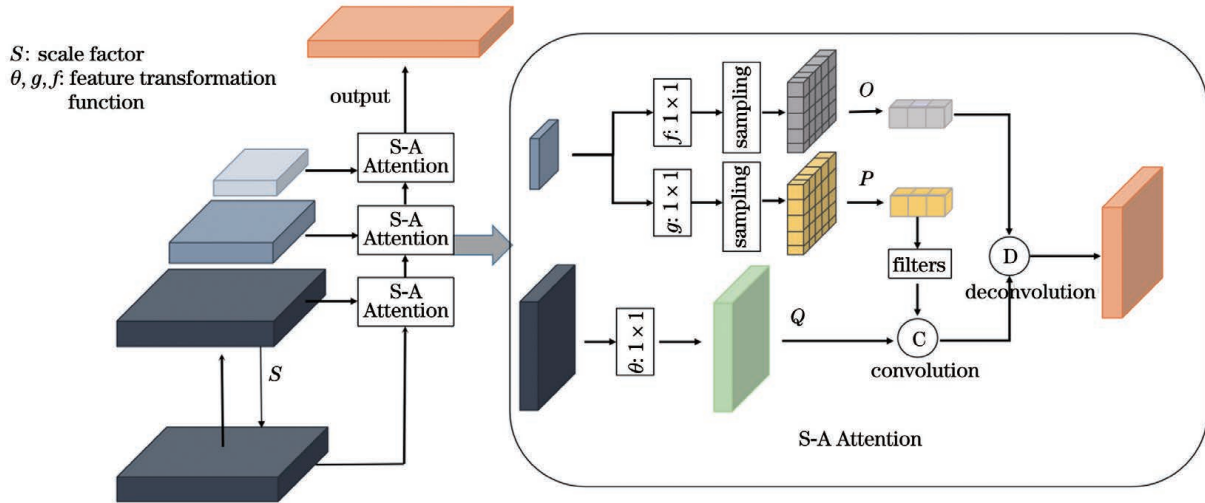 S: scale factor
θ, g, f: feature transformation
function
output
S-A
Attention
S-A
Attention
S-A
Attention
S
f: 1×1
sampling
O
g: 1×1
sampling
P
filters
D
deconvolution
θ: 1×1
Q
C
convolution
S-A Attention